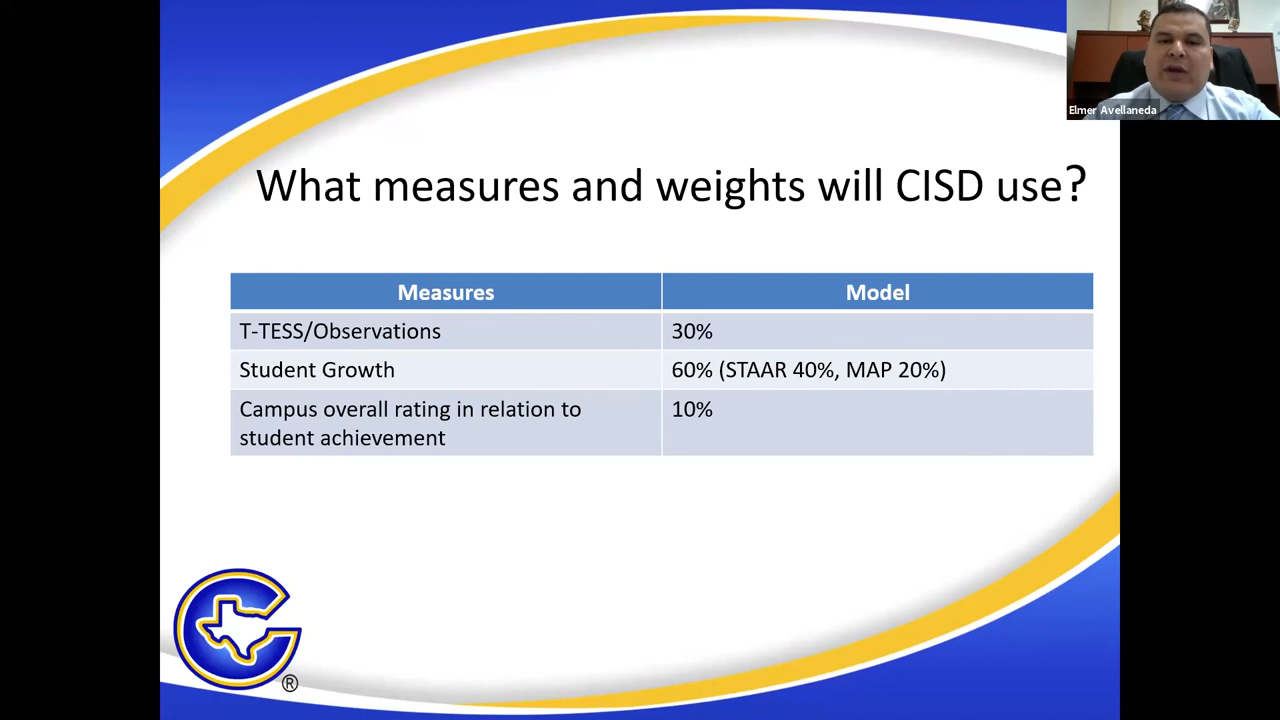 Elmer Avellaneda
What measures and weights will CISD use?
Measures Model
T-TESS/Observations 30%
Student Growth 60% (STAAR 40%, MAP 20%)
Campus overall rating in relation to 10%
student achievement
®